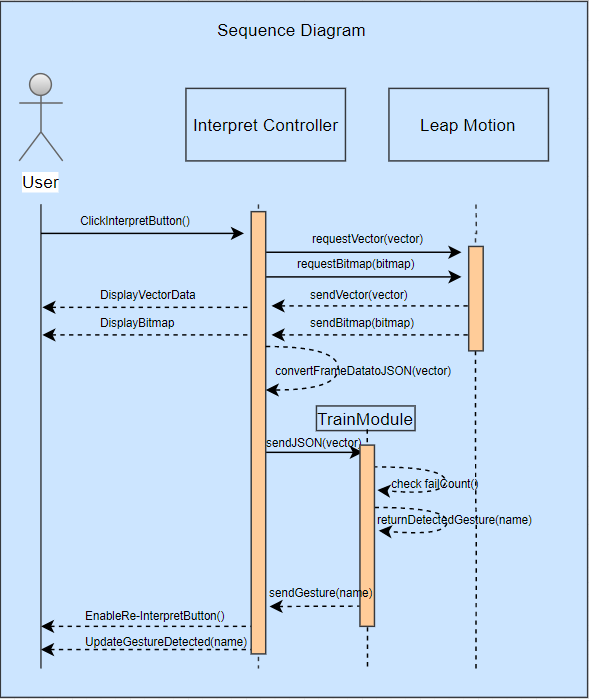 Sequence Diagram
Interpret Controller
Leap Motion
User
ClickInterpretButton()
requestVector(vector)
requestBitmap(bitmap)
DisplayVectorData
sendVector(vector)
DisplayBitmap
sendBitmap(bitmap)
convertFrameDatatoJSON(vector)
TrainModule
sendJSON(vector)
check failCount()
returnDetectedGesture(name)
sendGesture(name)
EnableRe-InterpretButton()
UpdateGestureDetected(name)